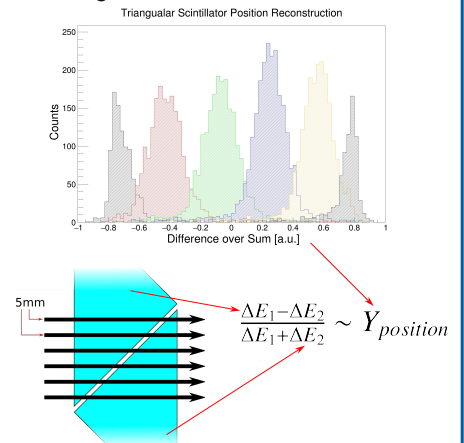 Triangualar Scintillator Position Reconstruction
Counts
250
200
150
100
50
0
−1 −0.8 −0.6 −0.4 −0.2 0 0.2 0.4 0.6 0.8 1
Difference over Sum [a.u.]
5mm
ΔE₁−ΔE₂
ΔE₁+ΔE₂
∼ Y_position